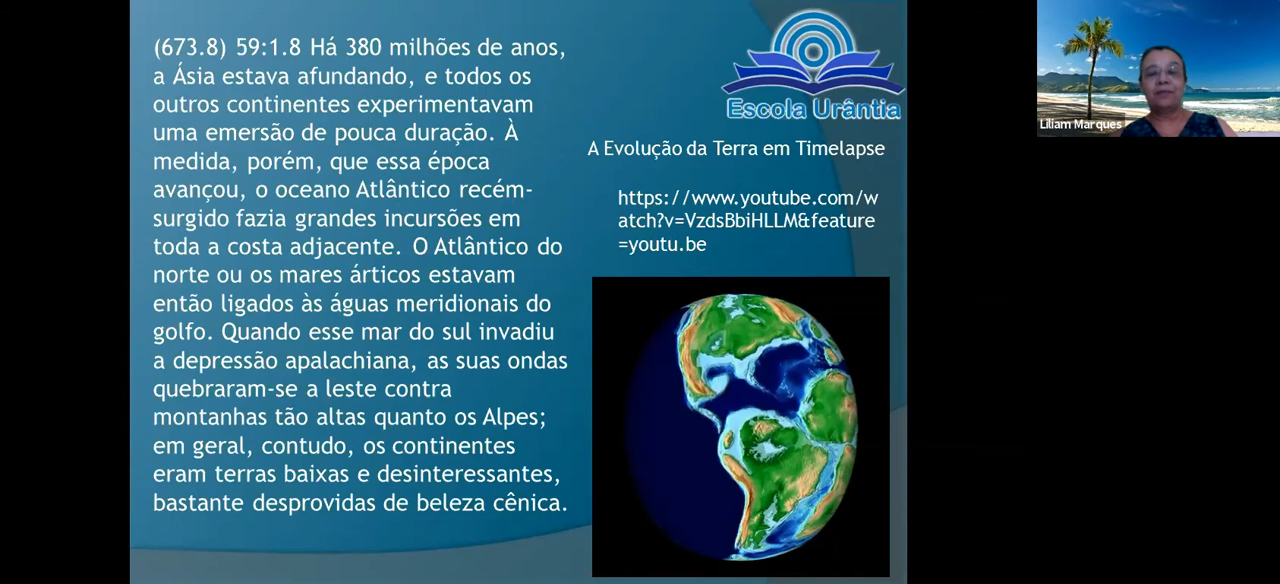 (673.8) 59:1.8 Há 380 milhões de anos,
a Ásia estava afundando, e todos os
outros continentes experimentavam
uma emersão de pouca duração. À
medida, porém, que essa época
avançou, o oceano Atlântico recém-
surgido fazia grandes incursões em
toda a costa adjacente. O Atlântico do
norte ou os mares árticos estavam
então ligados às águas meridionais do
golfo. Quando esse mar do sul invadiu
a depressão apalachiana, as suas ondas
quebraram-se a leste contra
montanhas tão altas quanto os Alpes;
em geral, contudo, os continentes
eram terras baixas e desinteressantes,
bastante desprovidas de beleza cênica.
Escola Urântia
A Evolução da Terra em Timelapse
https://www.youtube.com/w
atch?v=VzdsBbiHLLM&feature
=youtu.be
Liliam Marques